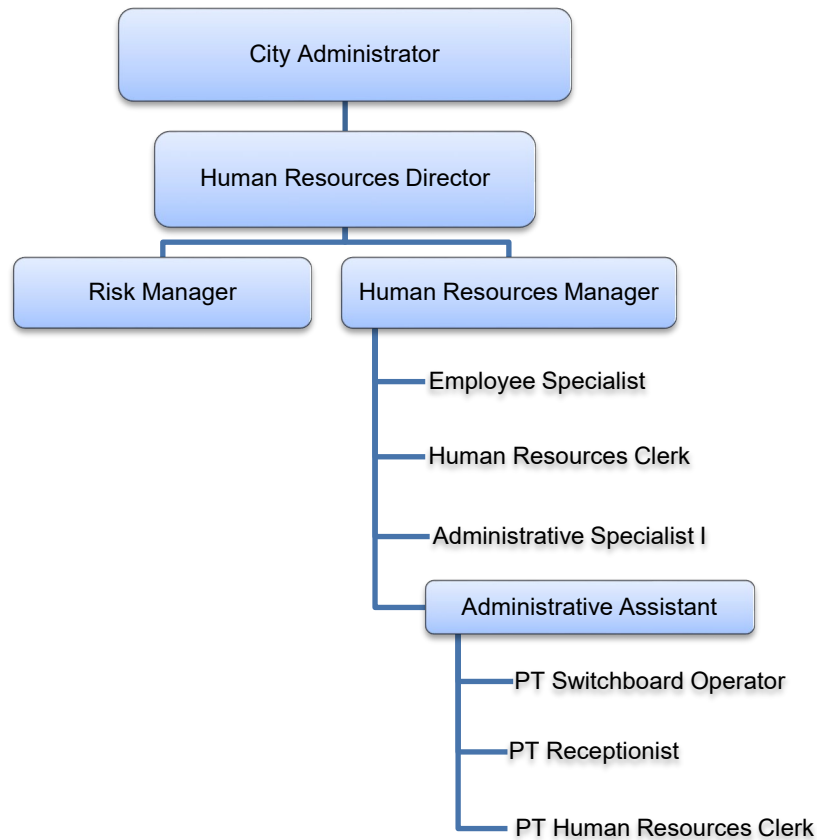 City Administrator
Human Resources Director
Risk Manager
Human Resources Manager
Employee Specialist
Human Resources Clerk
Administrative Specialist I
Administrative Assistant
PT Switchboard Operator
PT Receptionist
PT Human Resources Clerk